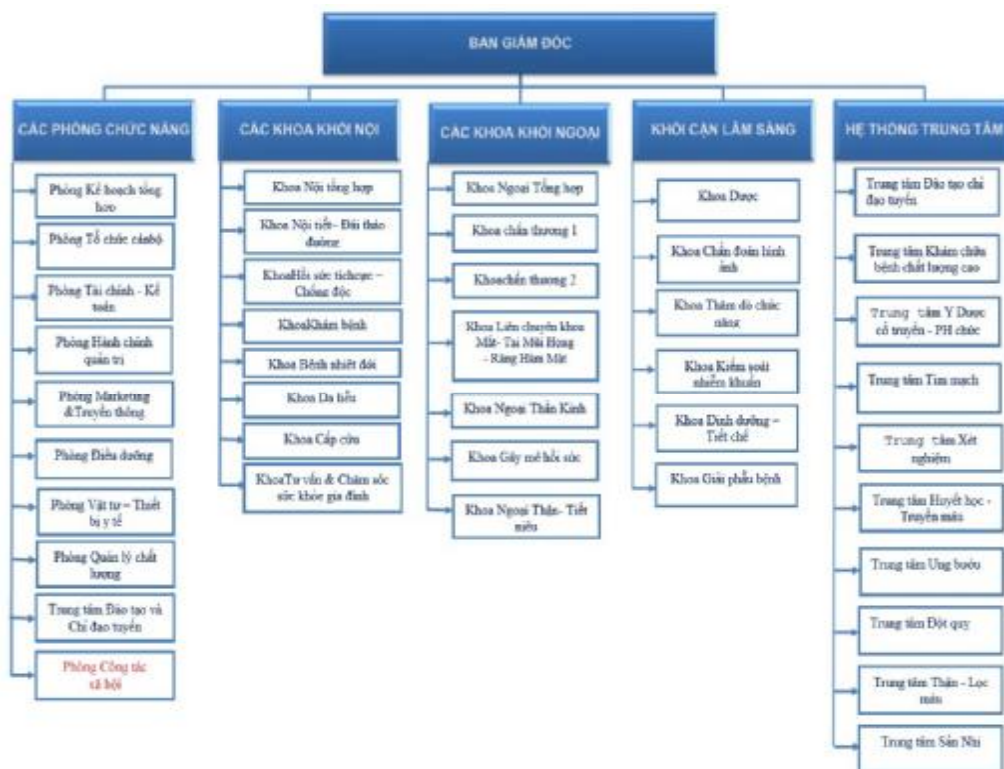 BAN GIÁM ĐỐC
CÁC PHÒNG CHỨC NĂNG
Phòng Kế hoạch tổng
hợp
Phòng Tổ chức cánbộ
Phòng Tài chính - Kế
toán
Phòng Hành chính
quản trị
Phòng Marketing
&Truyền thông
Phòng Điều dưỡng
Phòng Vật tư – Thiết
bị y tế
Phòng Quản lý chất
lượng
Trung tâm Đào tạo và
Chỉ đạo tuyến
Phòng Công tác
xã hội
CÁC KHOA KHỐI NỘI
Khoa Nội tổng hợp
Khoa Nội tiết– Đái tháo
đường
KhoaHồi sức tíchcực –
Chống độc
KhoaKhám bệnh
Khoa Bệnh nhiệt đới
Khoa Da liễu
Khoa Cấp cứu
KhoaTư vấn & Chăm sóc
sức khỏe gia đình
CÁC KHOA KHỐI NGOẠI
Khoa Ngoại Tổng hợp
Khoa chấn thương 1
Khoachấn thương 2
Khoa Liên chuyên khoa
Mắt- Tai Mũi Họng
- Răng Hàm Mặt
Khoa Ngoại Thần Kinh
Khoa Gây mê hồi sức
Khoa Ngoại Thận- Tiết
niệu
KHỐI CẬN LÂM SÀNG
Khoa Dược
Khoa Chẩn đoán hình
ảnh
Khoa Thăm dò chức
năng
Khoa Kiểm soát
nhiễm khuẩn
Khoa Dinh dưỡng –
Tiết chế
Khoa Giải phẫu bệnh
HỆ THỐNG TRUNG TÂM
Trung tâm Đào tạo chỉ
đạo tuyến
Trung tâm Khám chữa
bệnh chất lượng cao
Trung tâm Y Dược
cổ truyền - PH chức
Trung tâm Tim mạch
Trung tâm Xét
nghiệm
Trung tâm Huyết học -
Truyền máu
Trung tâm Ung bướu
Trung tâm Đột quỵ
Trung tâm Thận - Lọc
máu
Trung tâm Sản Nhi